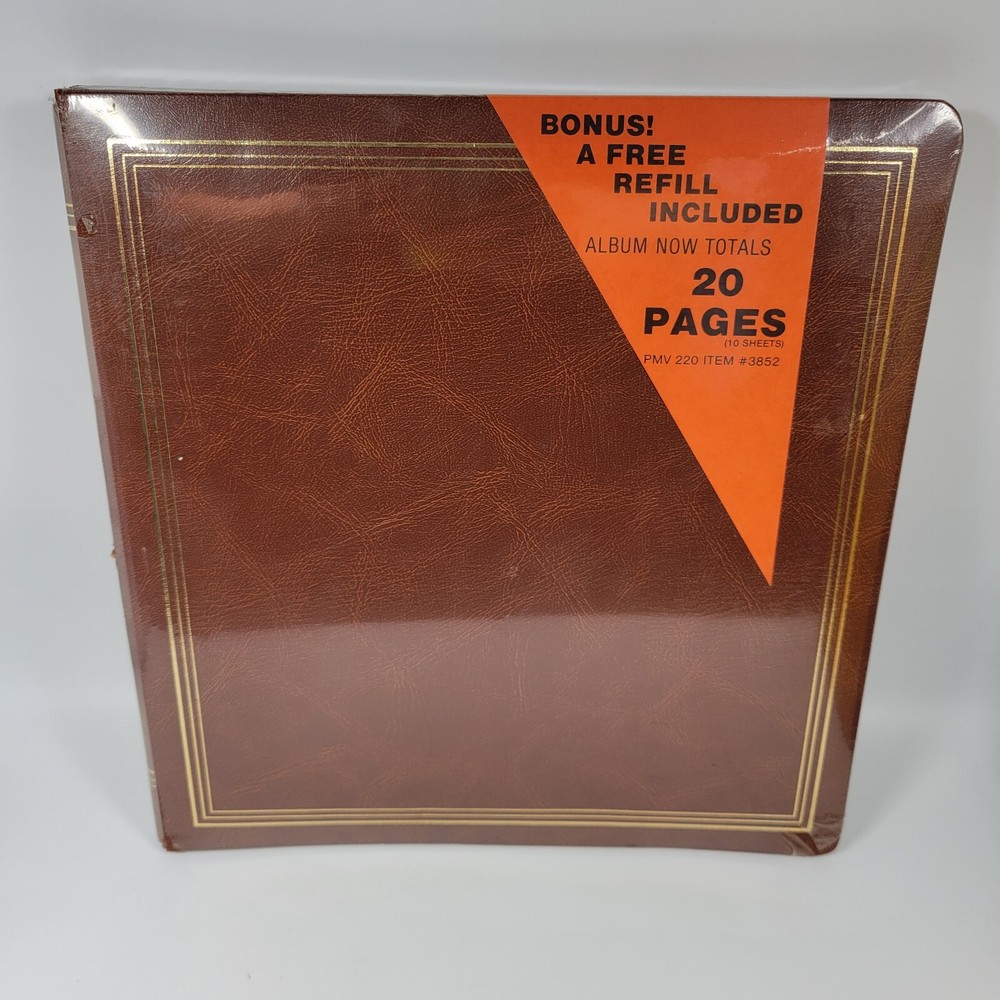 BONUS!
A FREE
REFILL
INCLUDED
ALBUM NOW TOTALS
20
PAGES
(10 SHEETS)
PMV 220 ITEM #3852